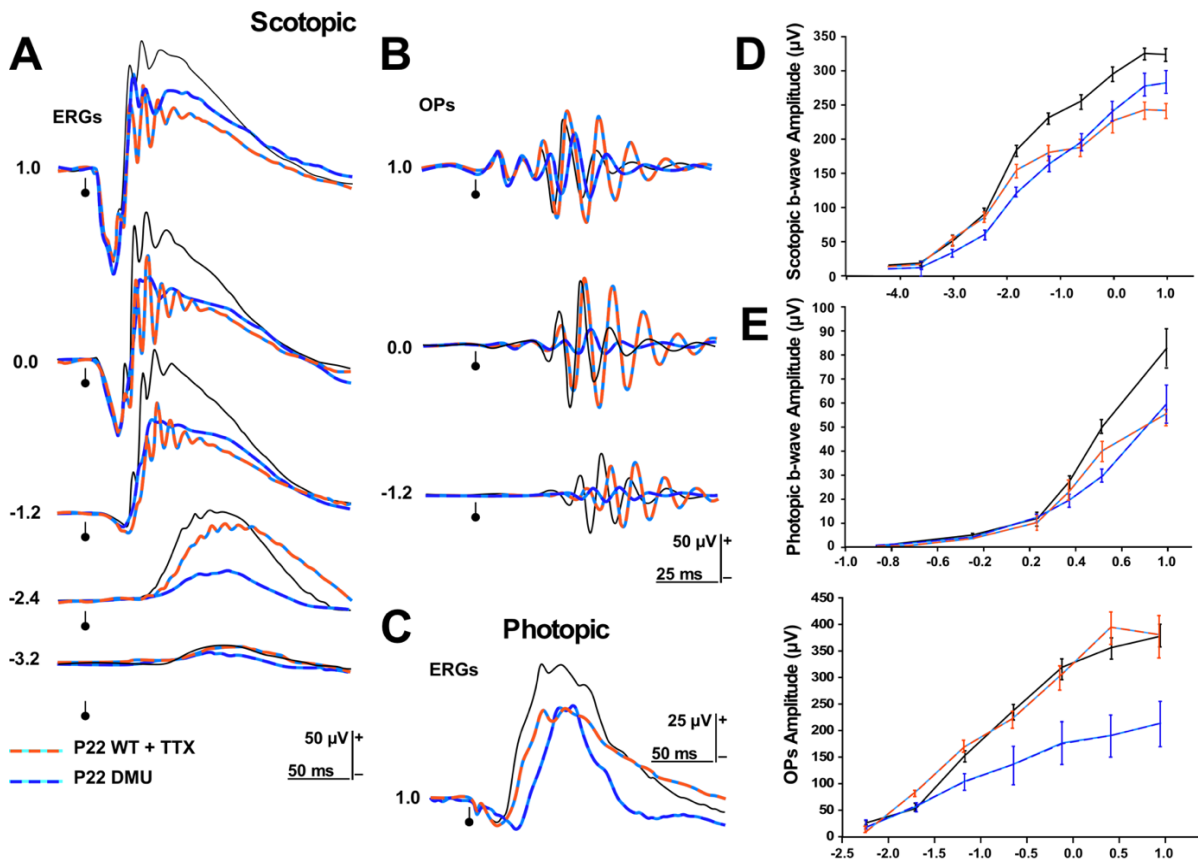 Scotopic
A
ERGs
1.0
0.0
-1.2
-2.4
-3.2
P22 WT + TTX
P22 DMU
50 µV
+
–
50 ms
B
OPs
1.0
0.0
-1.2
50 µV
+
–
25 ms
C
Photopic
ERGs
1.0
25 µV
+
–
50 ms
D
Scotopic b-wave Amplitude (µV)
350
300
250
200
150
100
50
0
-4.0 -3.0 -2.0 -1.0 -0.0 1.0
E
Photopic b-wave Amplitude (µV)
100
90
80
70
60
50
40
30
20
10
0
-1.0 -0.6 -0.2 0.2 0.4 0.6 1.0
OPs Amplitude (µV)
450
400
350
300
250
200
150
100
50
0
-2.5 -2.0 -1.5 -1.0 -0.5 0.0 0.5 1.0